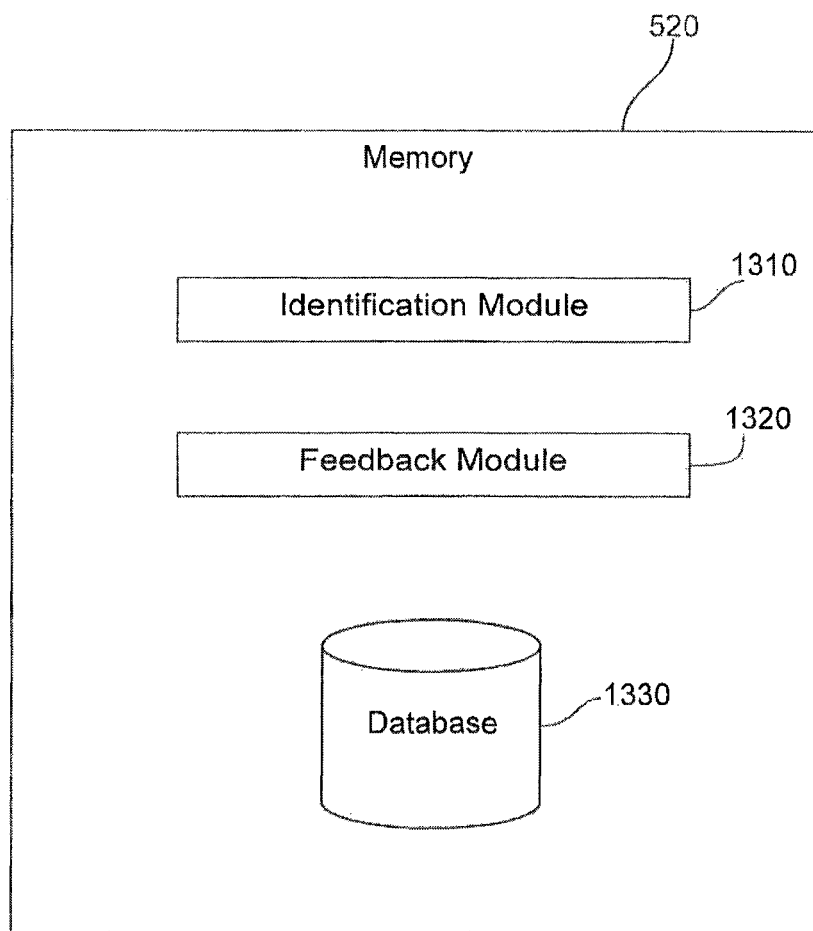 520
Memory
1310
Identification Module
1320
Feedback Module
1330
Database